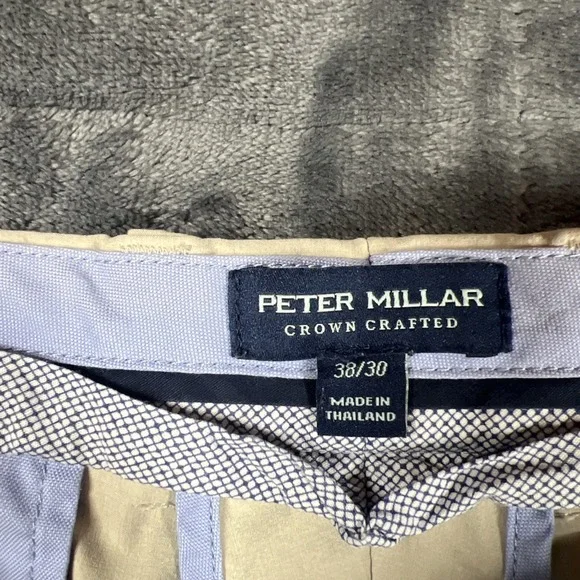 PETER MILLAR
CROWN CRAFTED
38/30
MADE IN
THAILAND